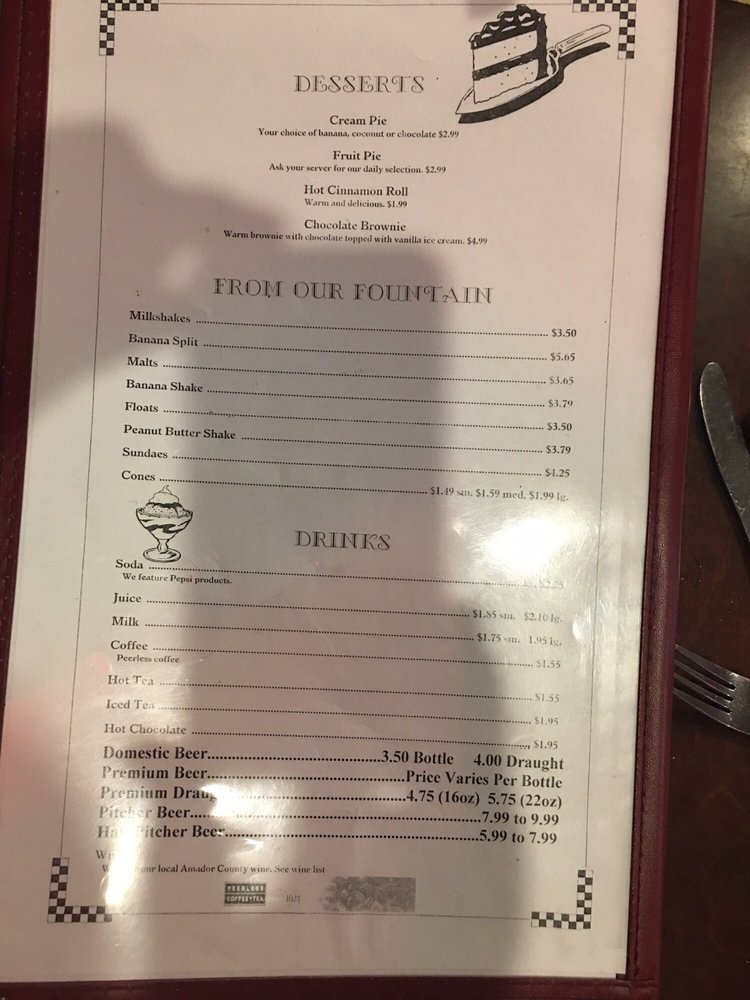 DESSERTS
Cream Pie
Your choice of banana, coconut or chocolate $2.99
Fruit Pie
Ask your server for our daily selection. $2.99
Hot Cinnamon Roll
Warm and delicious. $1.99
Chocolate Brownie
Warm brownie with chocolate topped with vanilla ice cream. $4.99
FROM OUR FOUNTAIN
Milkshakes $3.50
Banana Split $5.65
Malts $3.65
Banana Shake $3.79
Floats $3.50
Peanut Butter Shake $3.79
Sundaes $4.25
Cones $1.49 sm. $1.59 med. $1.99 lg.
DRINKS
Soda
We feature Pepsi products.
Juice $1.85 sm. $2.10 lg.
Milk $1.75 sm. 1.95 lg.
Coffee $1.55
Peerless coffee
Hot Tea $1.55
Iced Tea $1.95
Hot Chocolate $1.95
Domestic Beer 3.50 Bottle 4.00 Draught
Premium Beer Price Varies Per Bottle
Premium 4.75 (16oz) 5.75 (22oz)
Pitcher Beer 7.99 to 9.99
Pitcher Beer 5.99 to 7.99
our local Amador County wine. See wine list
PEERLESS
COFFEE & TEA